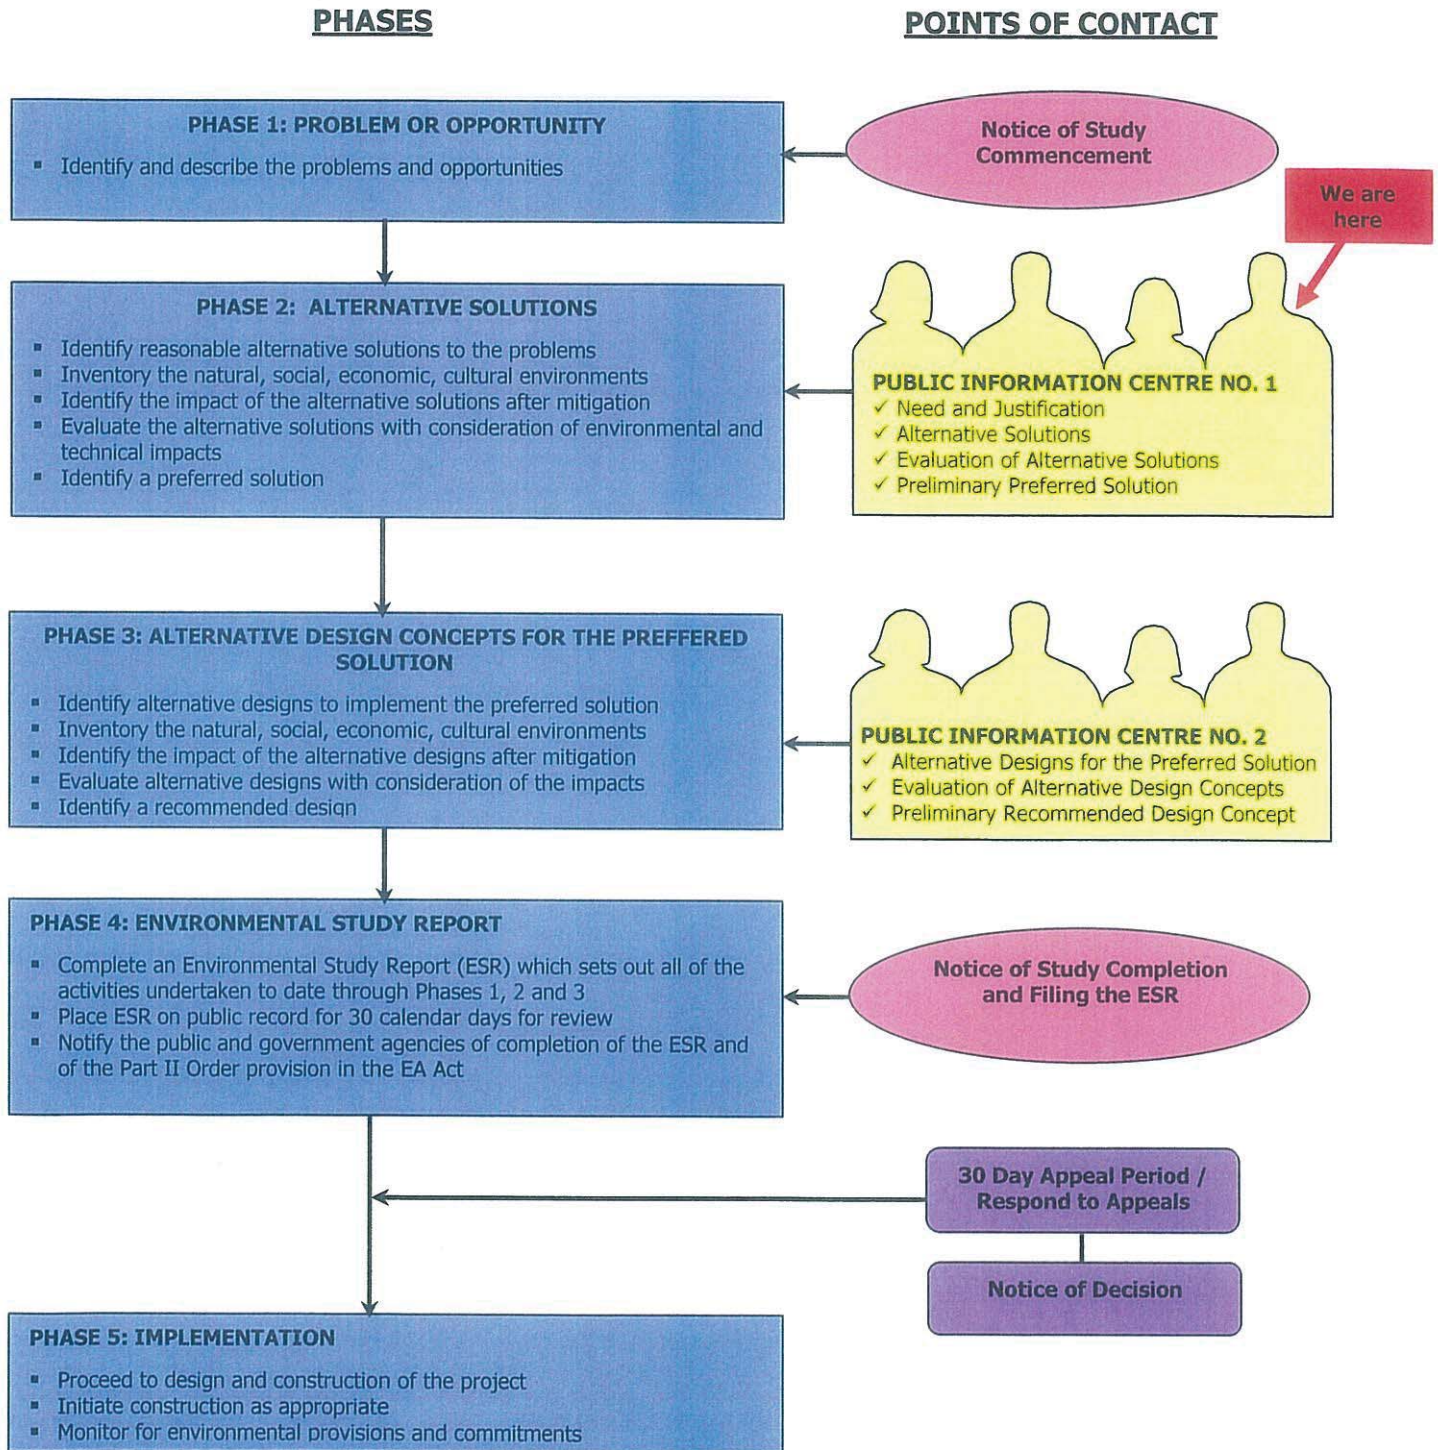 PHASES
POINTS OF CONTACT
PHASE 1: PROBLEM OR OPPORTUNITY
▪ Identify and describe the problems and opportunities
Notice of Study
Commencement
We are
here
PHASE 2: ALTERNATIVE SOLUTIONS
▪ Identify reasonable alternative solutions to the problems
▪ Inventory the natural, social, economic, cultural environments
▪ Identify the impact of the alternative solutions after mitigation
▪ Evaluate the alternative solutions with consideration of environmental and
technical impacts
▪ Identify a preferred solution
PUBLIC INFORMATION CENTRE NO. 1
✓ Need and Justification
✓ Alternative Solutions
✓ Evaluation of Alternative Solutions
✓ Preliminary Preferred Solution
PHASE 3: ALTERNATIVE DESIGN CONCEPTS FOR THE PREFFERED
SOLUTION
▪ Identify alternative designs to implement the preferred solution
▪ Inventory the natural, social, economic, cultural environments
▪ Identify the impact of the alternative designs after mitigation
▪ Evaluate alternative designs with consideration of the impacts
▪ Identify a recommended design
PUBLIC INFORMATION CENTRE NO. 2
✓ Alternative Designs for the Preferred Solution
✓ Evaluation of Alternative Design Concepts
✓ Preliminary Recommended Design Concept
PHASE 4: ENVIRONMENTAL STUDY REPORT
▪ Complete an Environmental Study Report (ESR) which sets out all of the
activities undertaken to date through Phases 1, 2 and 3
▪ Place ESR on public record for 30 calendar days for review
▪ Notify the public and government agencies of completion of the ESR and
of the Part II Order provision in the EA Act
Notice of Study Completion
and Filing the ESR
30 Day Appeal Period /
Respond to Appeals
Notice of Decision
PHASE 5: IMPLEMENTATION
▪ Proceed to design and construction of the project
▪ Initiate construction as appropriate
▪ Monitor for environmental provisions and commitments